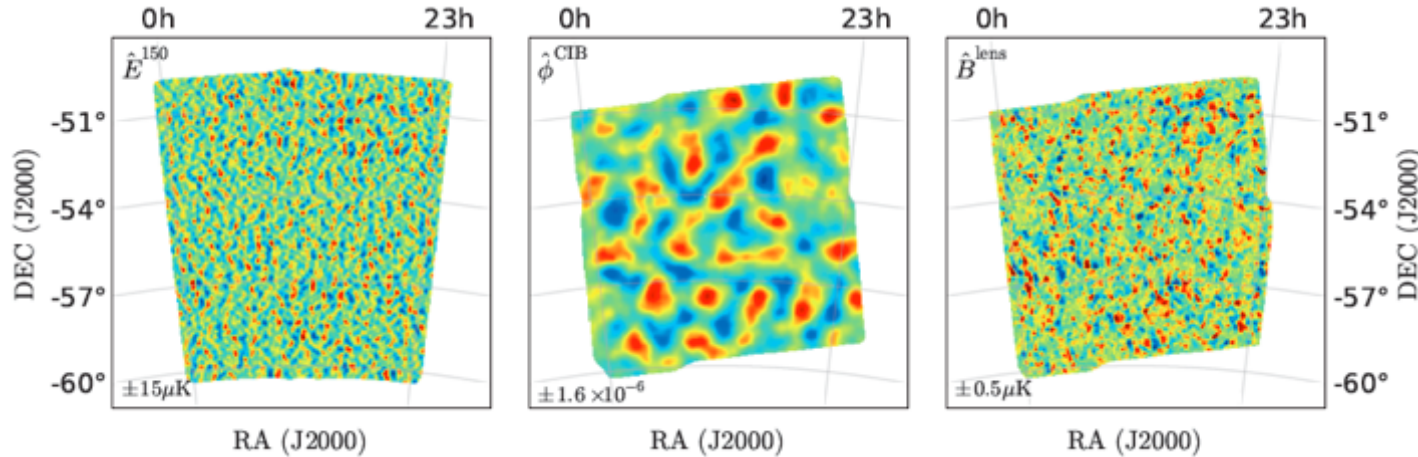 0h 23h 0h 23h 0h 23h
Ê¹⁵⁰ ϕ̂ᶜᴵᴮ B̂ˡᵉⁿˢ
-51° -51°
-54° -54°
-57° -57°
-60° -60°
DEC (J2000)
DEC (J2000)
±15μK ±1.6 ×10⁻⁶ ±0.5μK
RA (J2000) RA (J2000) RA (J2000)